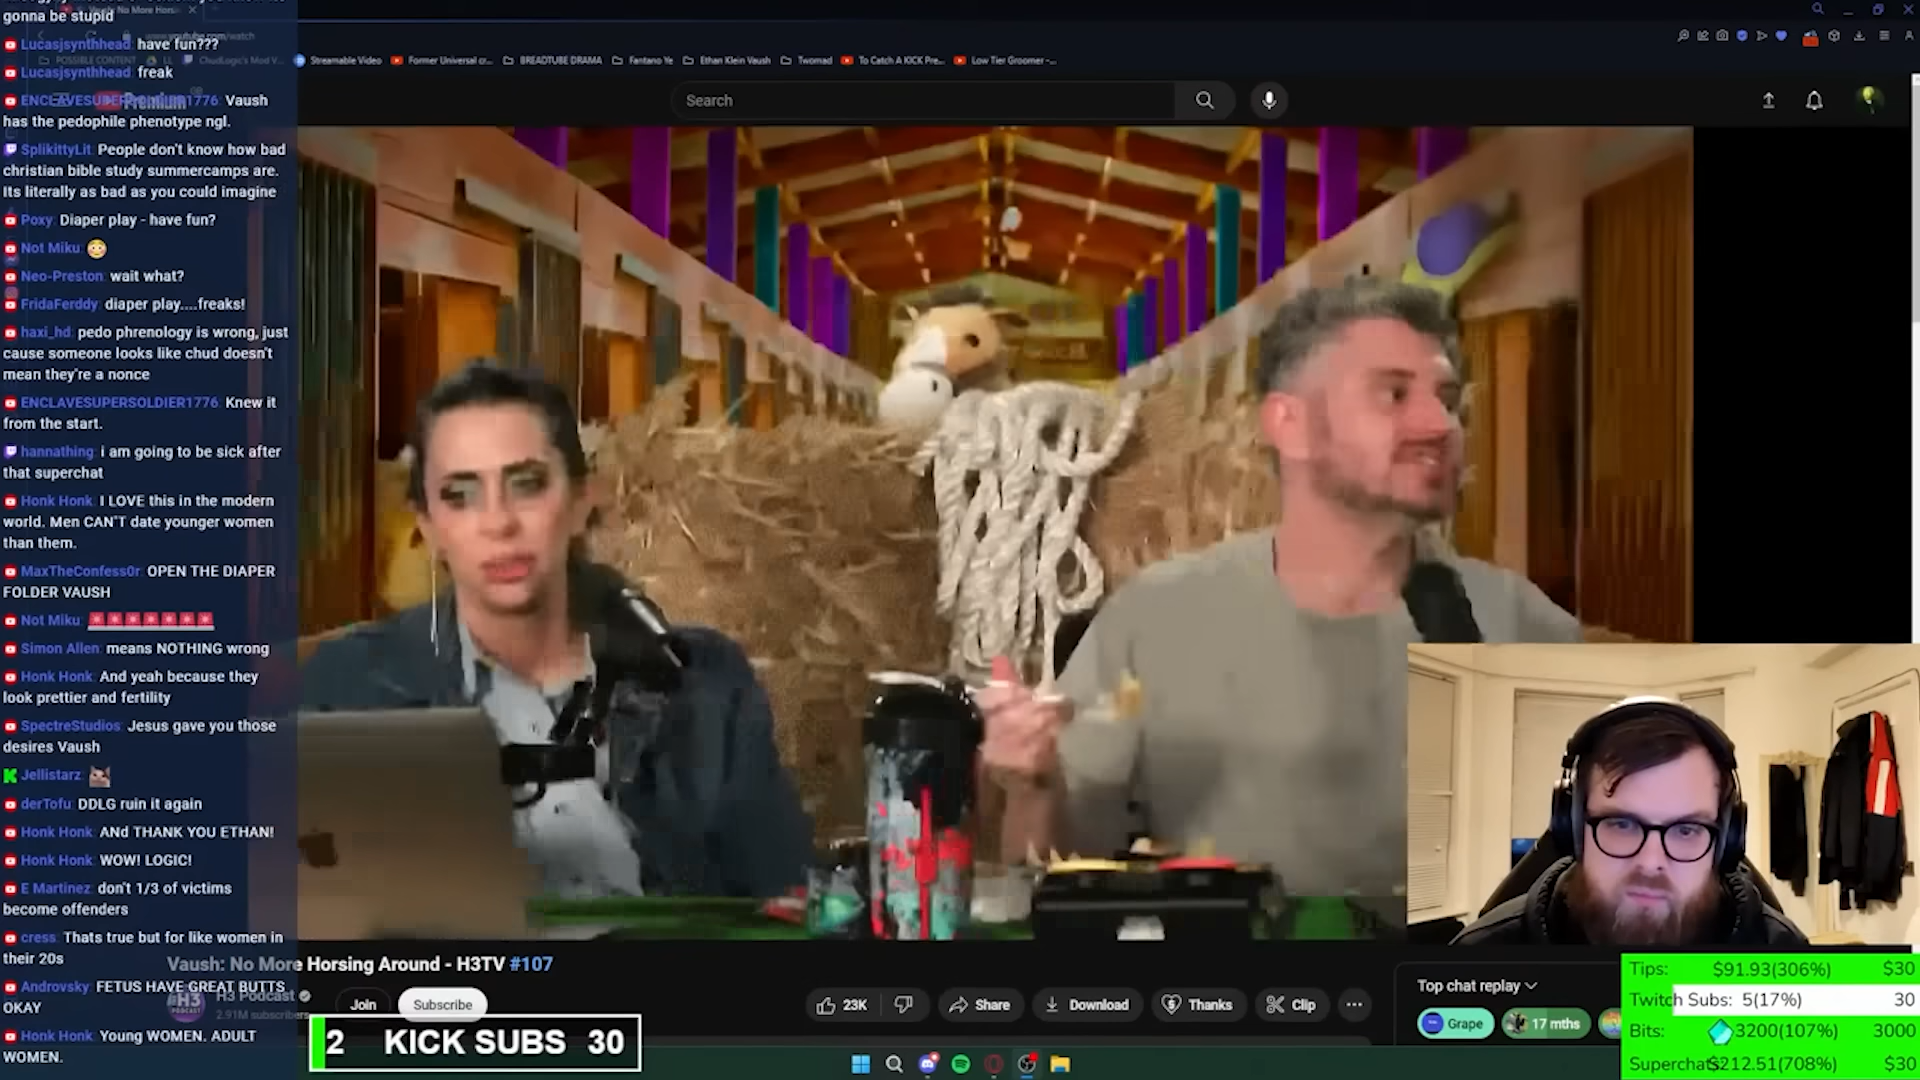 gonna be stupid
Lucasjsynthhead: have fun???
Lucasjsynthhead: freak
ENCLAVESUPERSOLDIER1776: Vaush
has the pedophile phenotype ngl.
SplikittyLit: People don't know how bad
christian bible study summercamps are.
Its literally as bad as you could imagine
Poxy: Diaper play - have fun?
Not Miku:
Neo-Preston: wait what?
FridaFerddy: diaper play....freaks!
haxi_hd: pedo phrenology is wrong, just
cause someone looks like chud doesn't
mean they're a nonce
ENCLAVESUPERSOLDIER1776: Knew it
from the start.
hannathing: i am going to be sick after
that superchat
Honk Honk: I LOVE this in the modern
world. Men CAN'T date younger women
than them.
MaxTheConfess0r: OPEN THE DIAPER
FOLDER VAUSH
Not Miku:
Simon Allen: means NOTHING wrong
Honk Honk: And yeah because they
look prettier and fertility
SpectreStudios: Jesus gave you those
desires Vaush
Jellistarz:
derTofu: DDLG ruin it again
Honk Honk: ANd THANK YOU ETHAN!
Honk Honk: WOW! LOGIC!
E Martinez: don't 1/3 of victims
become offenders
cress: Thats true but for like women in
their 20s
Androvsky: FETUS HAVE GREAT BUTTS
OKAY
Honk Honk: Young WOMEN. ADULT
WOMEN.
Streamable Video
Former Universal cr...
BREADTUBE DRAMA
Fantano Ye
Ethan Klein Vaush
Twomad
To Catch A KICK Pre...
Low Tier Groomer -...
Premium
Search
Vaush: No More Horsing Around - H3TV #107
H3 Podcast
2.91M subscribers
Join
Subscribe
23K
Share
Download
Thanks
Clip
Top chat replay
Grape
17 mths
2 KICK SUBS 30
Tips: $91.93(306%) $30
Twitch Subs: 5(17%) 30
Bits: 3200(107%) 3000
Superchats $212.51(708%) $30